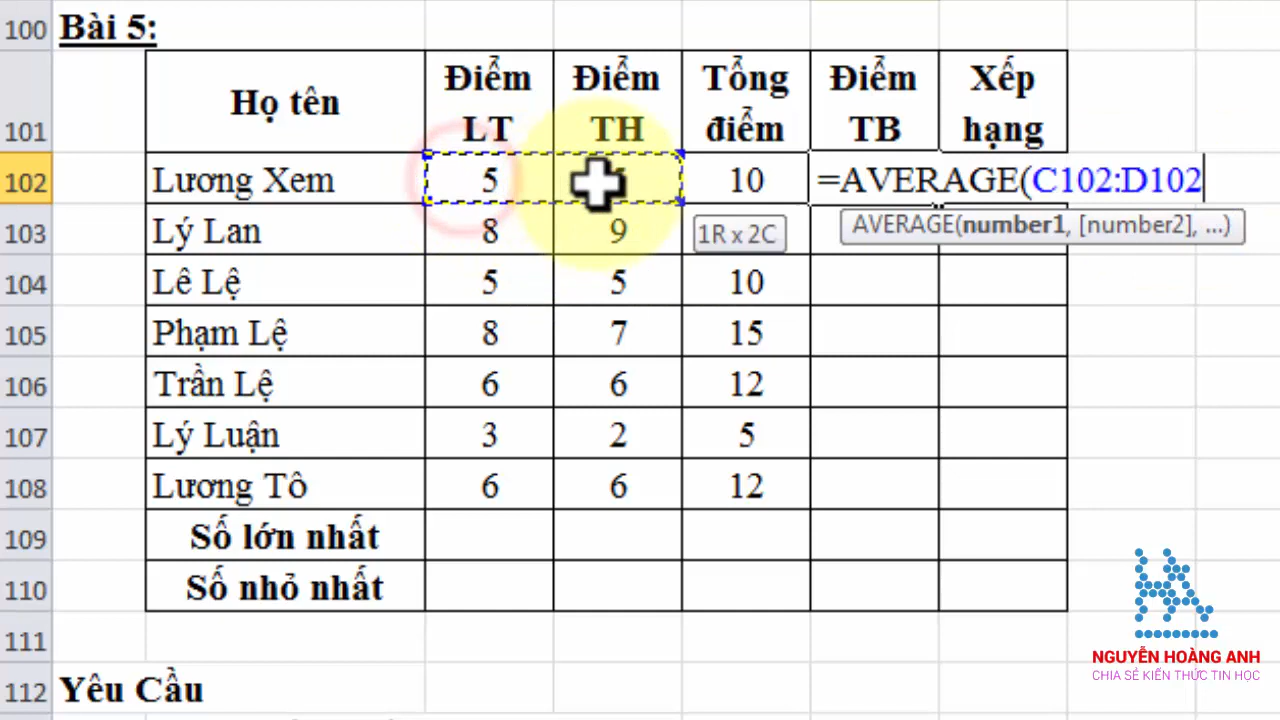 100 Bài 5:
101 Họ tên Điểm LT Điểm TH Tổng điểm Điểm TB Xếp hạng
102 Lương Xem 5 10 =AVERAGE(C102:D102
AVERAGE(number1, [number2], ...)
103 Lý Lan 8 9 1R x 2C
104 Lê Lệ 5 5 10
105 Phạm Lệ 8 7 15
106 Trần Lệ 6 6 12
107 Lý Luận 3 2 5
108 Lương Tô 6 6 12
109 Số lớn nhất
110 Số nhỏ nhất
111
112 Yêu Cầu
HA
NGUYỄN HOÀNG ANH
CHIA SẺ KIẾN THỨC TIN HỌC